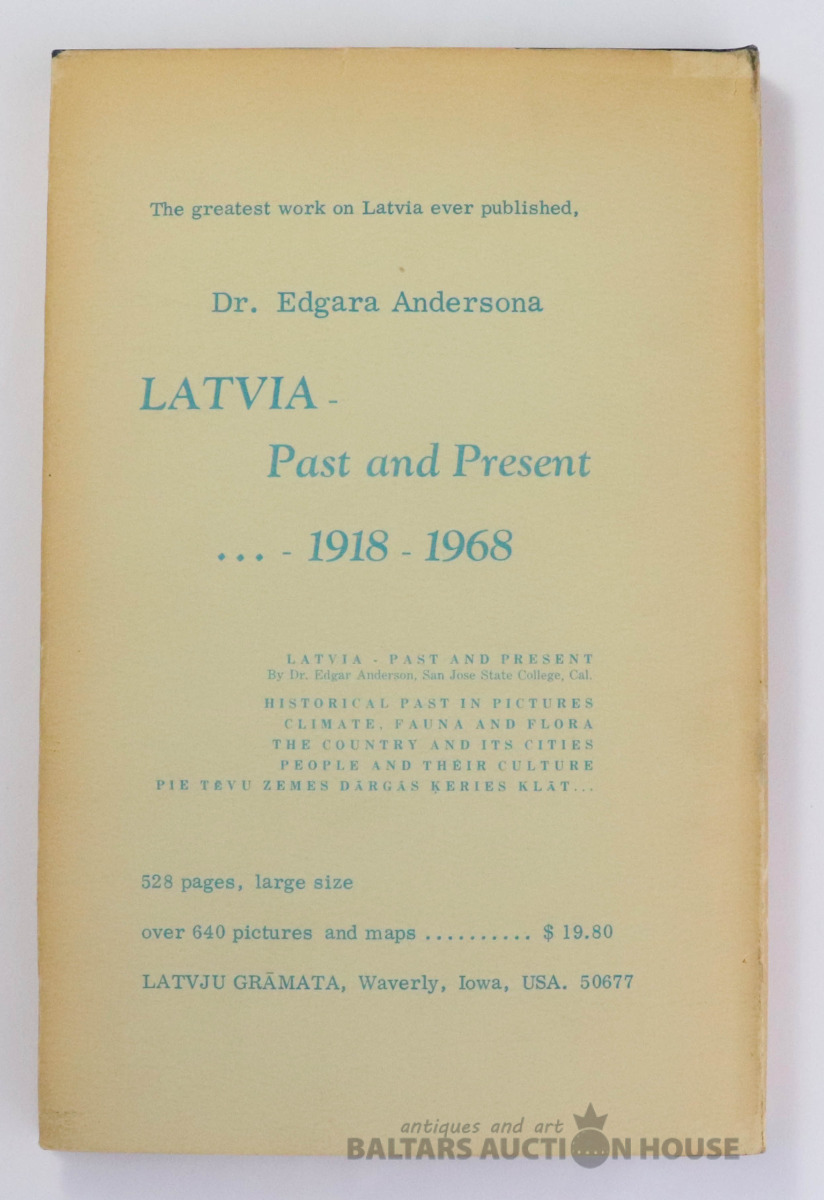 The greatest work on Latvia ever published,
Dr. Edgara Andersona
LATVIA -
Past and Present
... - 1918 - 1968
LATVIA - PAST AND PRESENT
By Dr. Edgar Anderson, San Jose State College, Cal.
HISTORICAL PAST IN PICTURES
CLIMATE, FAUNA AND FLORA
THE COUNTRY AND ITS CITIES
PEOPLE AND THEIR CULTURE
PIE TĒVU ZEMES DĀRGĀS ĶERIES KLĀT...
528 pages, large size
over 640 pictures and maps .......... $ 19.80
LATVJU GRĀMATA, Waverly, Iowa, USA. 50677
antiques and art
BALTARS AUCTION HOUSE